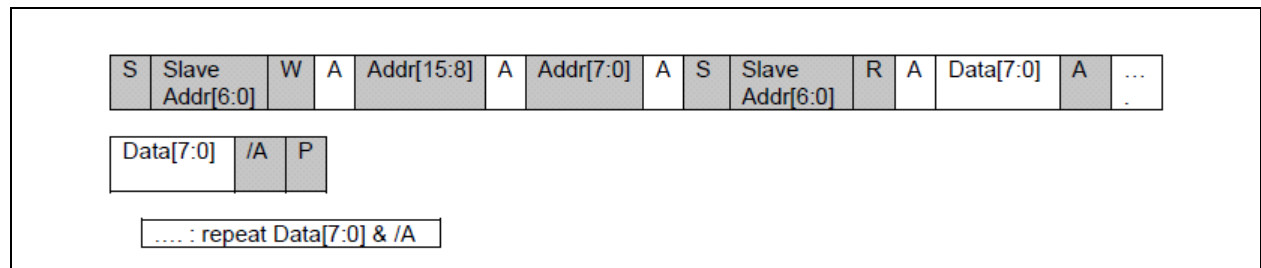 S Slave W A Addr[15:8] A Addr[7:0] A S Slave R A Data[7:0] A ...
Addr[6:0] Addr[6:0] .
Data[7:0] /A P
.... : repeat Data[7:0] & /A